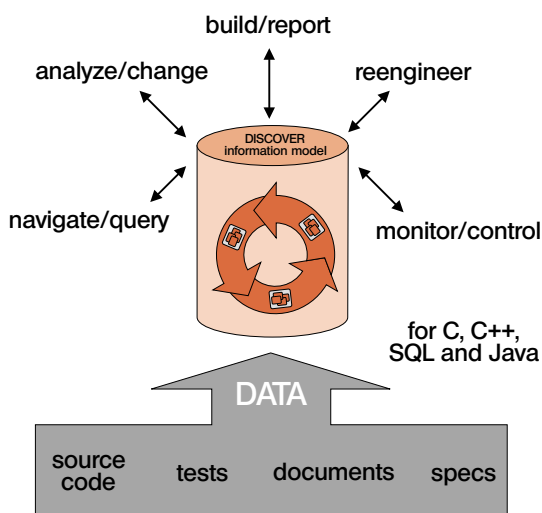 build/report
analyze/change
reengineer
DISCOVER
information model
navigate/query
monitor/control
for C, C++,
SQL and Java
DATA
source
code
tests
documents
specs